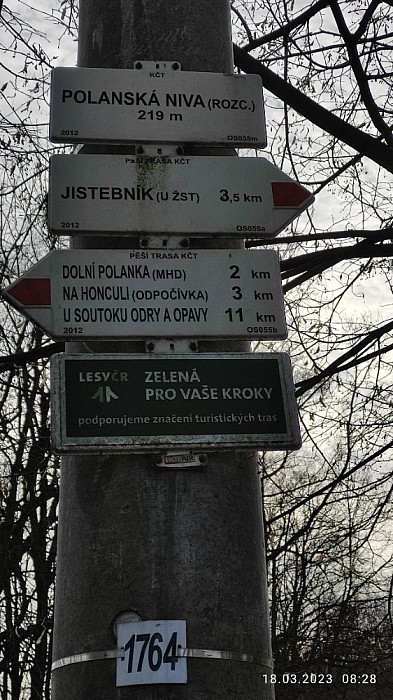 KČT
POLANSKÁ NIVA (ROZC.)
219 m
2012 OS055m
PĚŠÍ TRASA KČT
JISTEBNÍK (U ŽST) 3,5 km
2012 OS055a
PĚŠÍ TRASA KČT
DOLNÍ POLANKA (MHD) 2 km
NA HONCULI (ODPOČÍVKA) 3 km
U SOUTOKU ODRY A OPAVY 11 km
2012 OS055b
LESY ČR ZELENÁ
PRO VAŠE KROKY
podporujeme značení turistických tras
1764
18.03.2023 08:28